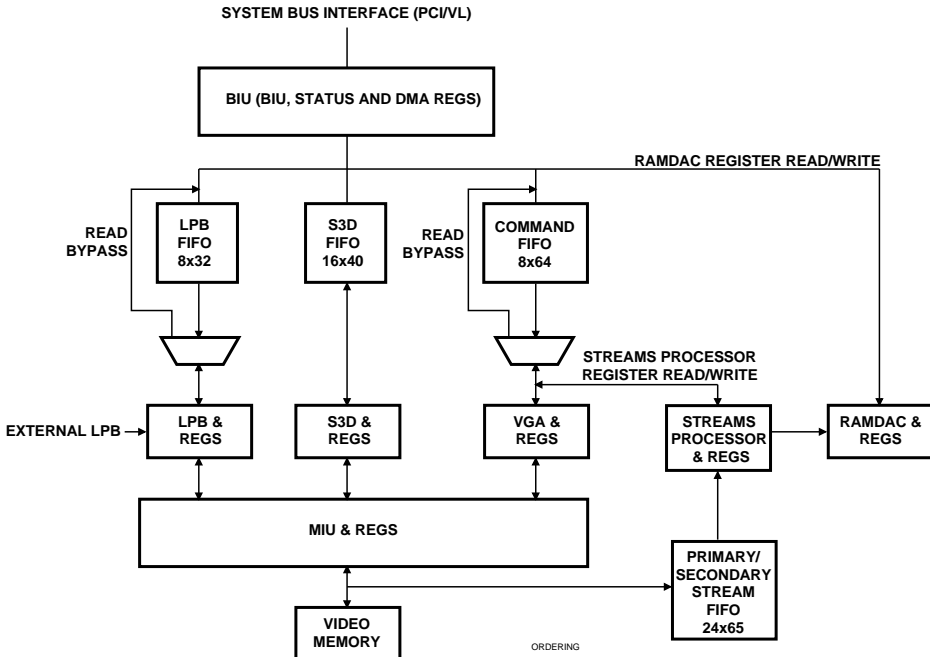 SYSTEM BUS INTERFACE (PCI/VL)
BIU (BIU, STATUS AND DMA REGS)
RAMDAC REGISTER READ/WRITE
READ
BYPASS
LPB
FIFO
8x32
S3D
FIFO
16x40
READ
BYPASS
COMMAND
FIFO
8x64
STREAMS PROCESSOR
REGISTER READ/WRITE
EXTERNAL LPB
LPB &
REGS
S3D &
REGS
VGA &
REGS
STREAMS
PROCESSOR
& REGS
RAMDAC &
REGS
MIU & REGS
PRIMARY/
SECONDARY
STREAM
FIFO
24x65
VIDEO
MEMORY
ORDERING